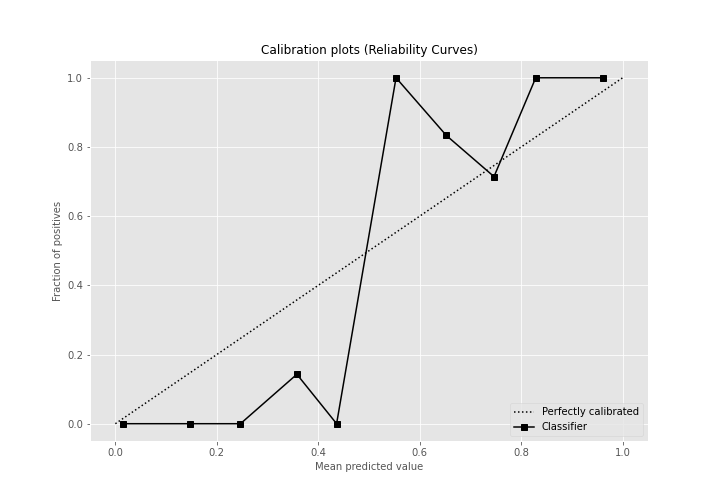 Calibration plots (Reliability Curves)
1.0
0.8
0.6
0.4
0.2
0.0
Fraction of positives
0.0 0.2 0.4 0.6 0.8 1.0
Mean predicted value
Perfectly calibrated
Classifier